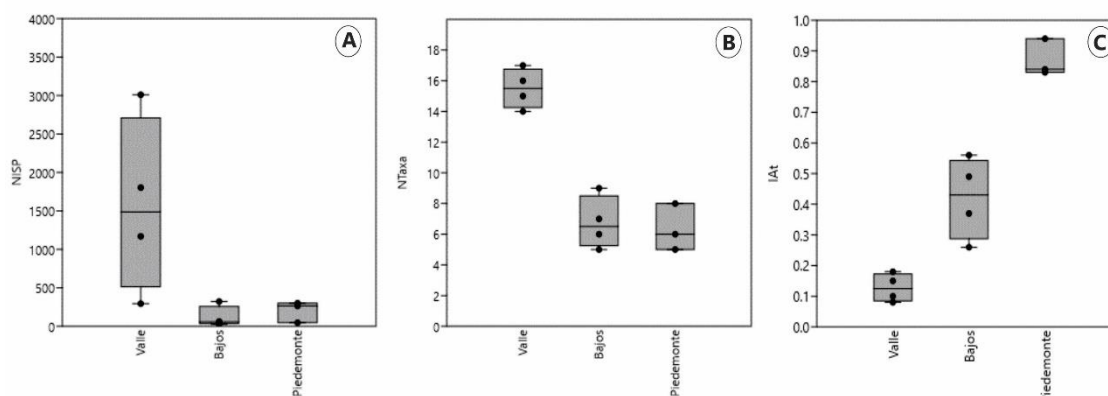 A
NISP
4000
3500
3000
2500
2000
1500
1000
500
0
Valle
Bajos
Piedemonte
B
NTaxa
18
16
14
12
10
8
6
4
2
0
Valle
Bajos
Piedemonte
C
IAt
1.0
0.9
0.8
0.7
0.6
0.5
0.4
0.3
0.2
0.1
0.0
Valle
Bajos
iedemonte